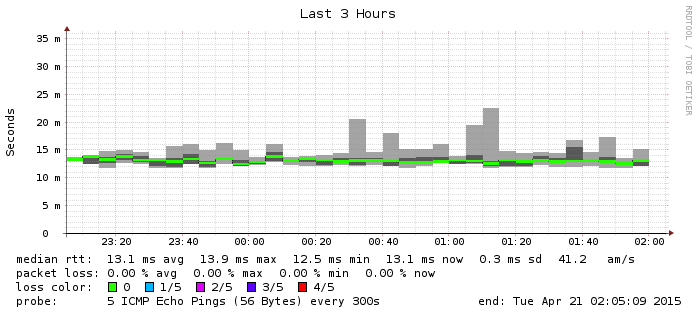 Last 3 Hours
RRDTOOL / TOBI OETIKER
Seconds
35 m
30 m
25 m
20 m
15 m
10 m
5 m
0
23:20 23:40 00:00 00:20 00:40 01:00 01:20 01:40 02:00
median rtt: 13.1 ms avg 13.9 ms max 12.5 ms min 13.1 ms now 0.3 ms sd 41.2 am/s
packet loss: 0.00 % avg 0.00 % max 0.00 % min 0.00 % now
loss color: 0 1/5 2/5 3/5 4/5
probe: 5 ICMP Echo Pings (56 Bytes) every 300s end: Tue Apr 21 02:05:09 2015